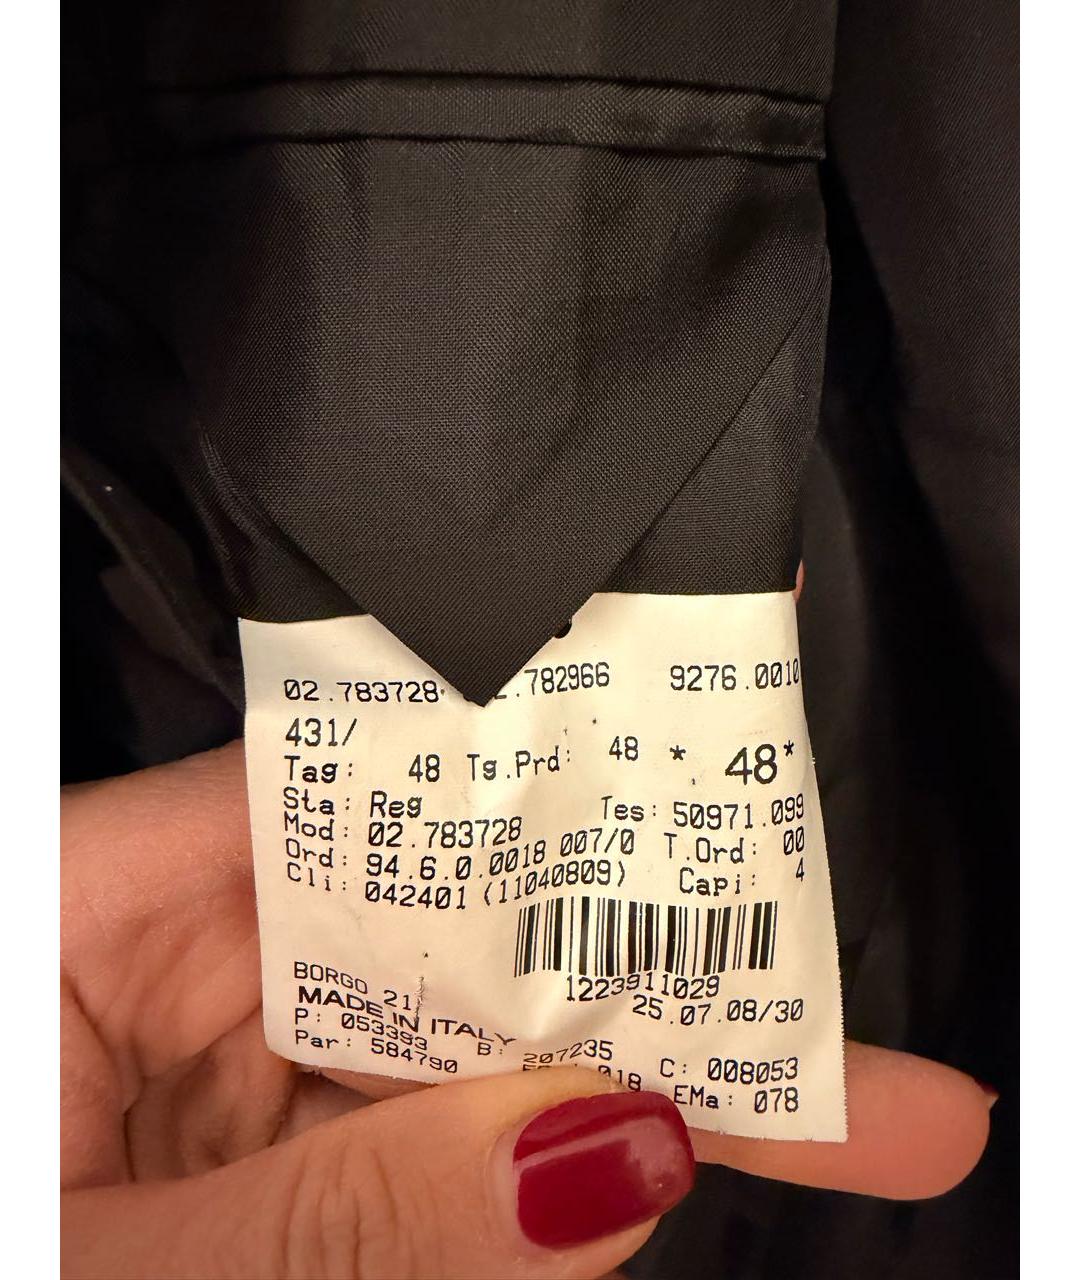 02.783728 .782966 9276.0010
431/
Tag: 48 Tg.Prd: 48 * 48*
Sta: Reg Tes: 50971.099
Mod: 02.783728 T.Ord: 00
Ord: 94.6.0.0018 007/0 Capi: 4
Cli: 042401 (11040809)
1223911029
25.07.08/30
BORGO 21
MADE IN ITALY
P: 053393 B: 207235 C: 008053
Par: 584790 018 EMa: 078